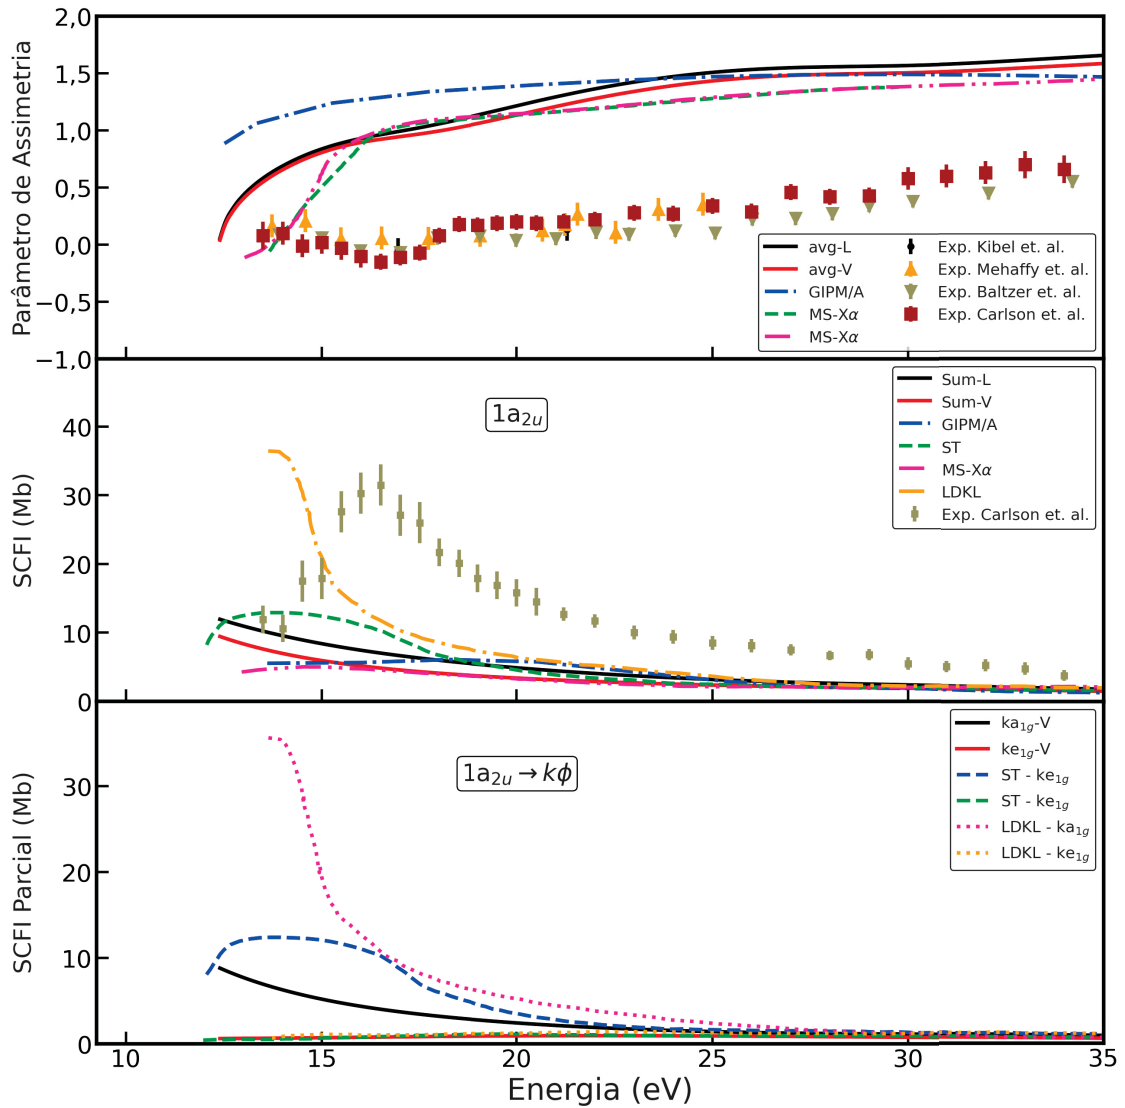 Parâmetro de Assimetria
2,0
1,5
1,0
0,5
0,0
−0,5
−1,0
avg-L
avg-V
GIPM/A
MS-Xα
MS-Xα
Exp. Kibel et. al.
Exp. Mehaffy et. al.
Exp. Baltzer et. al.
Exp. Carlson et. al.
SCFI (Mb)
40
30
20
10
0
1a2u
Sum-L
Sum-V
GIPM/A
ST
MS-Xα
LDKL
Exp. Carlson et. al.
SCFI Parcial (Mb)
30
20
10
0
1a2u → kϕ
ka1g-V
ke1g-V
ST - ke1g
ST - ke1g
LDKL - ka1g
LDKL - ke1g
10 15 20 25 30 35
Energia (eV)